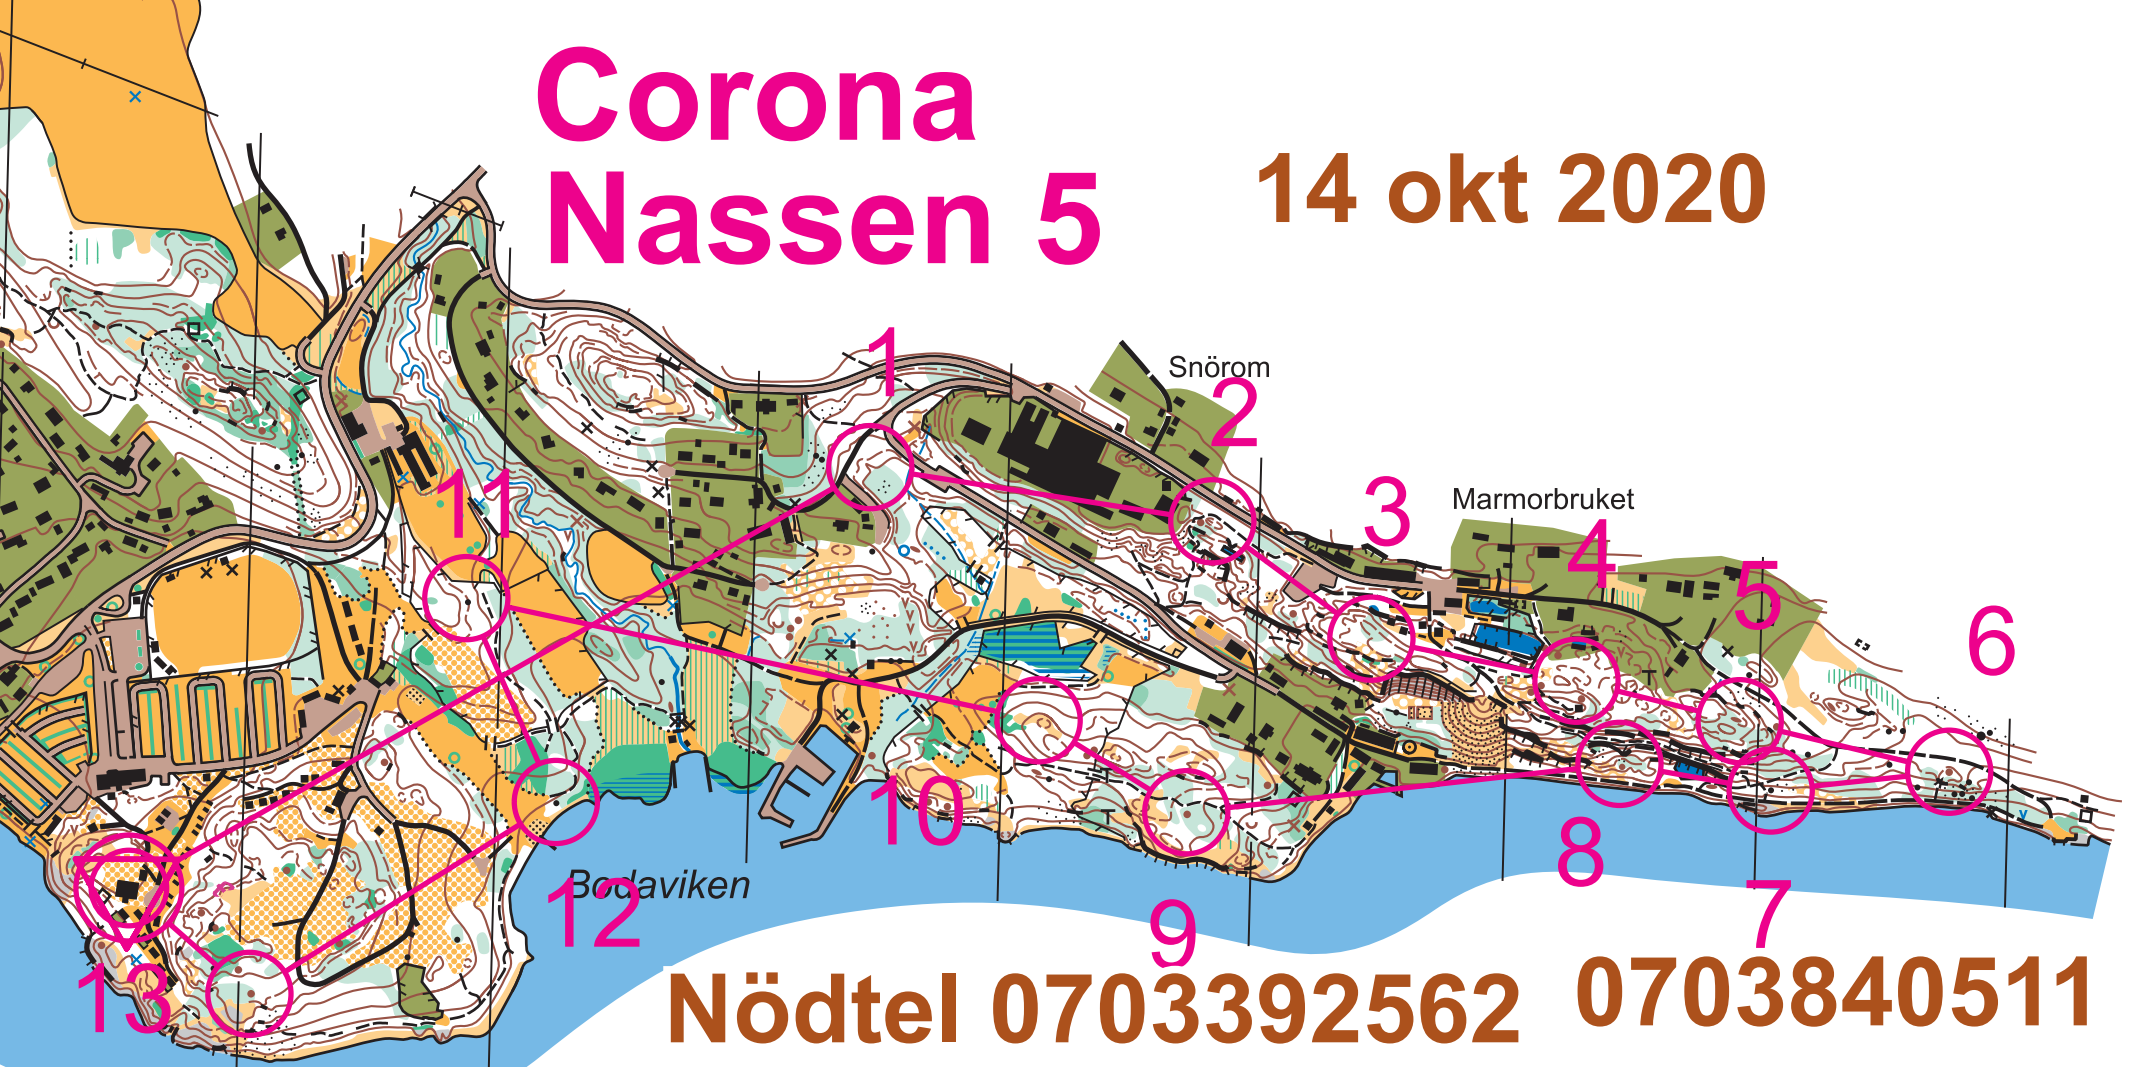 Corona
Nassen 5
14 okt 2020
1
Snörom
2
3
Marmorbruket
11
4
5
6
10
8
Bodaviken
12
9
7
13
Nödtel 0703392562
0703840511